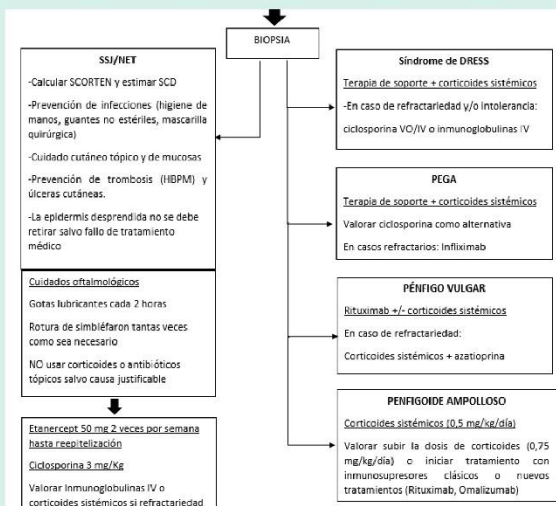 BIOPSIA
SSJ/NET
-Calcular SCORTEN y estimar SCD
-Prevención de infecciones (higiene de
manos, guantes no estériles, mascarilla
quirúrgica)
-Cuidado cutáneo tópico y de mucosas
-Prevención de trombosis (HBPM) y
úlceras cutáneas.
-La epidermis desprendida no se debe
retirar salvo fallo de tratamiento
médico
Cuidados oftalmológicos
Gotas lubricantes cada 2 horas
Rotura de simbléfaron tantas veces
como sea necesario
NO usar corticoides o antibióticos
tópicos salvo causa justificable
Etanercept 50 mg 2 veces por semana
hasta reepitelización
Ciclosporina 3 mg/Kg
Valorar Inmunoglobulinas IV o
corticoides sistémicos si refractariedad
Síndrome de DRESS
Terapia de soporte + corticoides sistémicos
-En caso de refractariedad y/o intolerancia:
ciclosporina VO/IV o inmunoglobulinas IV
PEGA
Terapia de soporte + corticoides sistémicos
Valorar ciclosporina como alternativa
En casos refractarios: Infliximab
PÉNFIGO VULGAR
Rituximab +/- corticoides sistémicos
En caso de refractariedad:
Corticoides sistémicos + azatioprina
PENFIGOIDE AMPOLLOSO
Corticoides sistémicos (0,5 mg/kg/día)
Valorar subir la dosis de corticoides (0,75
mg/kg/día) o iniciar tratamiento con
inmunosupresores clásicos o nuevos
tratamientos (Rituximab, Omalizumab)